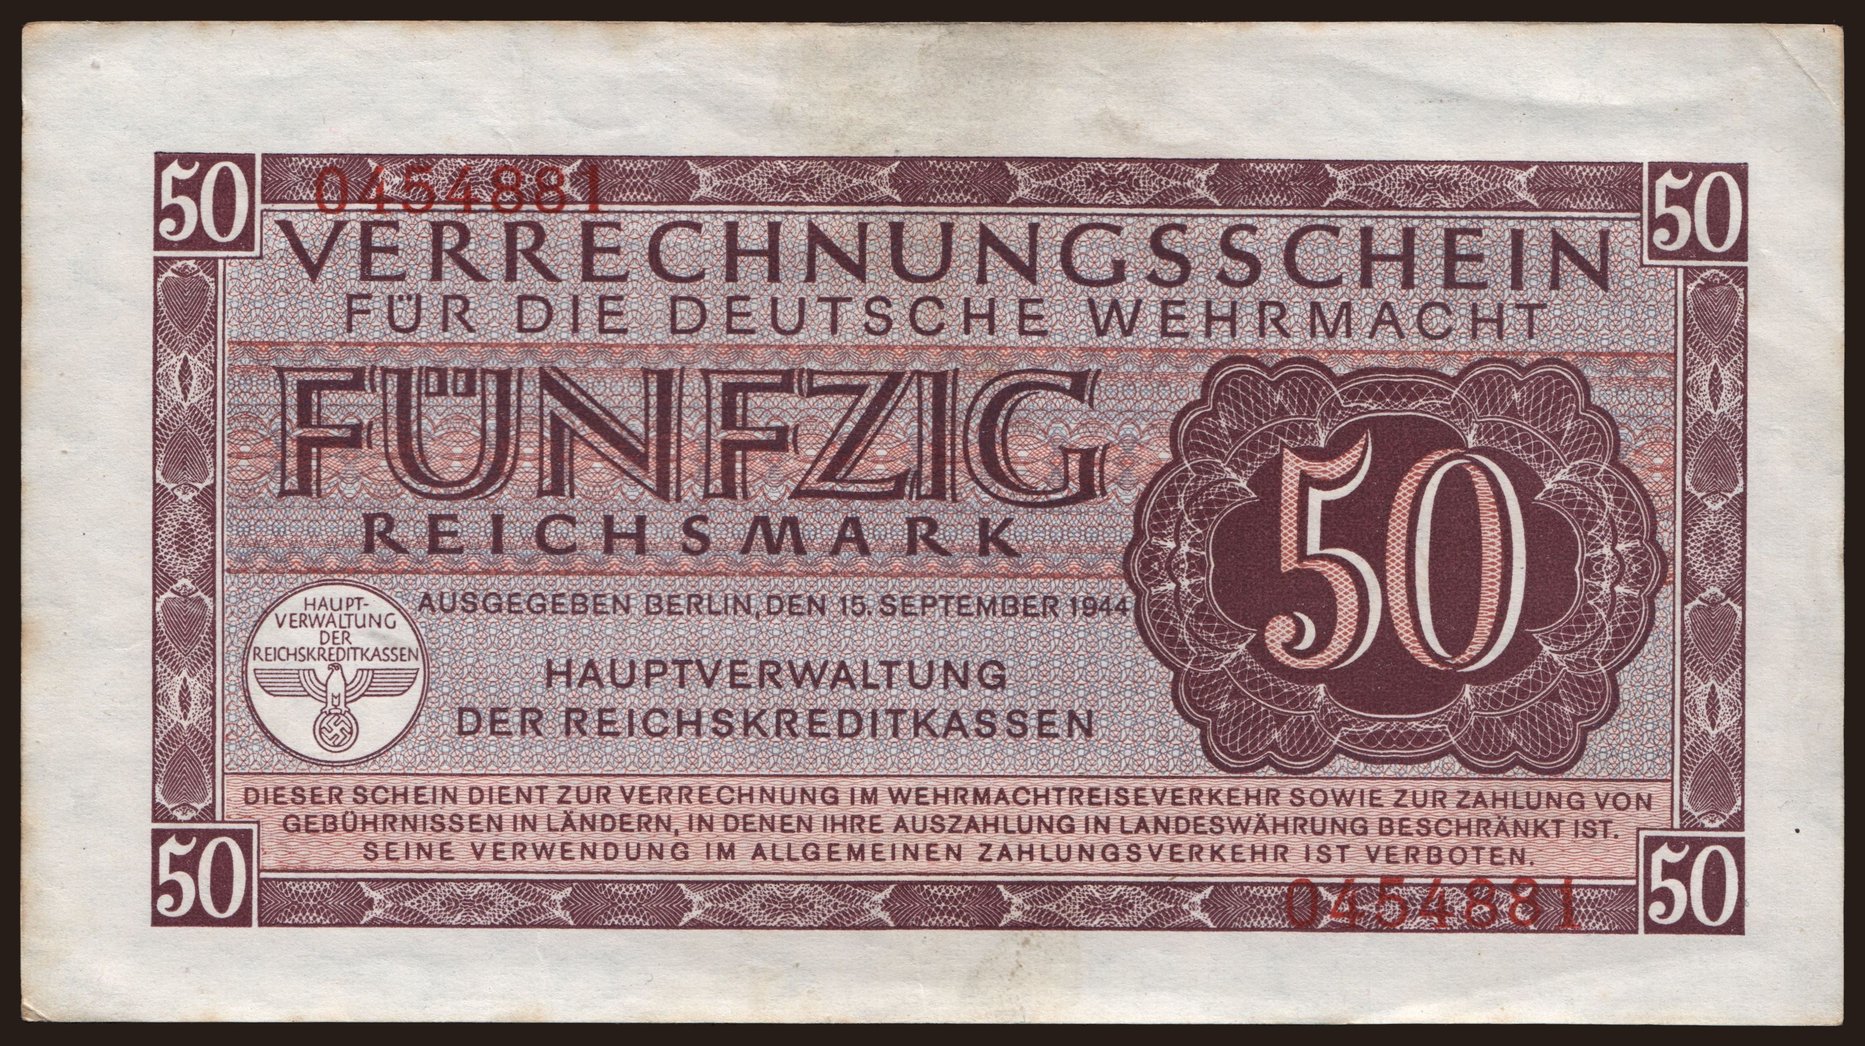 50
0454881
50
VERRECHNUNGSSCHEIN
FÜR DIE DEUTSCHE WEHRMACHT
FÜNFZIG
REICHSMARK
50
HAUPT-
VERWALTUNG
DER
REICHSKREDITKASSEN
M
AUSGEGEBEN BERLIN, DEN 15. SEPTEMBER 1944
HAUPTVERWALTUNG
DER REICHSKREDITKASSEN
DIESER SCHEIN DIENT ZUR VERRECHNUNG IM WEHRMACHTREISEVERKEHR SOWIE ZUR ZAHLUNG VON
GEBÜHRNISSEN IN LÄNDERN, IN DENEN IHRE AUSZAHLUNG IN LANDESWÄHRUNG BESCHRÄNKT IST.
SEINE VERWENDUNG IM ALLGEMEINEN ZAHLUNGSVERKEHR IST VERBOTEN.
50
0454881
50